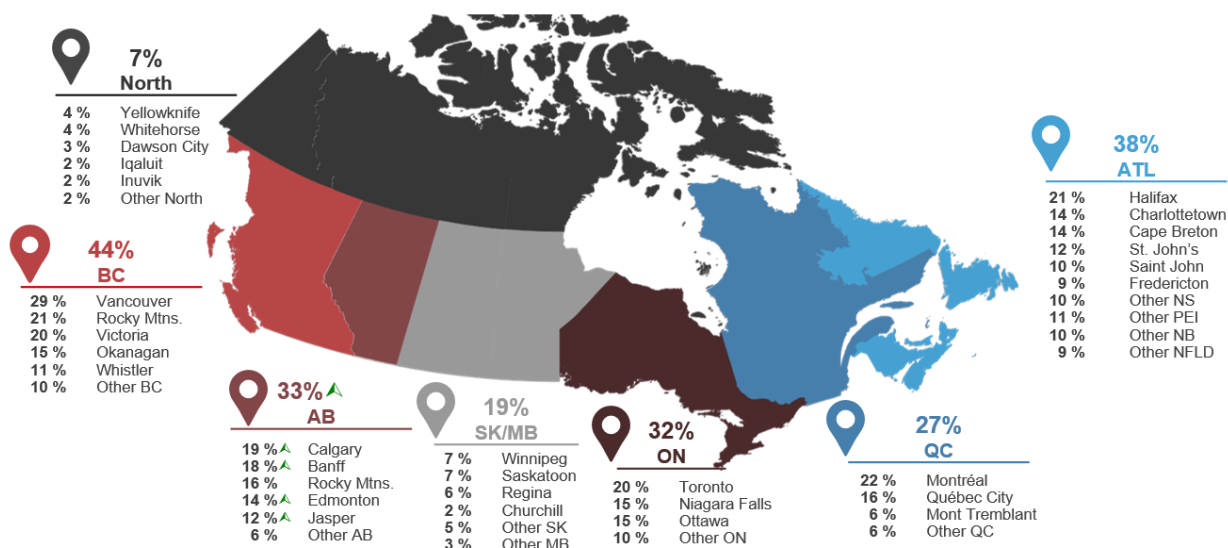 7%
North
4 % Yellowknife
4 % Whitehorse
3 % Dawson City
2 % Iqaluit
2 % Inuvik
2 % Other North
44%
BC
29 % Vancouver
21 % Rocky Mtns.
20 % Victoria
15 % Okanagan
11 % Whistler
10 % Other BC
33%
AB
19 % Calgary
18 % Banff
16 % Rocky Mtns.
14 % Edmonton
12 % Jasper
6 % Other AB
19%
SK/MB
7 % Winnipeg
7 % Saskatoon
6 % Regina
2 % Churchill
5 % Other SK
3 % Other MB
32%
ON
20 % Toronto
15 % Niagara Falls
15 % Ottawa
10 % Other ON
27%
QC
22 % Montréal
16 % Québec City
6 % Mont Tremblant
6 % Other QC
38%
ATL
21 % Halifax
14 % Charlottetown
14 % Cape Breton
12 % St. John's
10 % Saint John
9 % Fredericton
10 % Other NS
11 % Other PEI
10 % Other NB
9 % Other NFLD